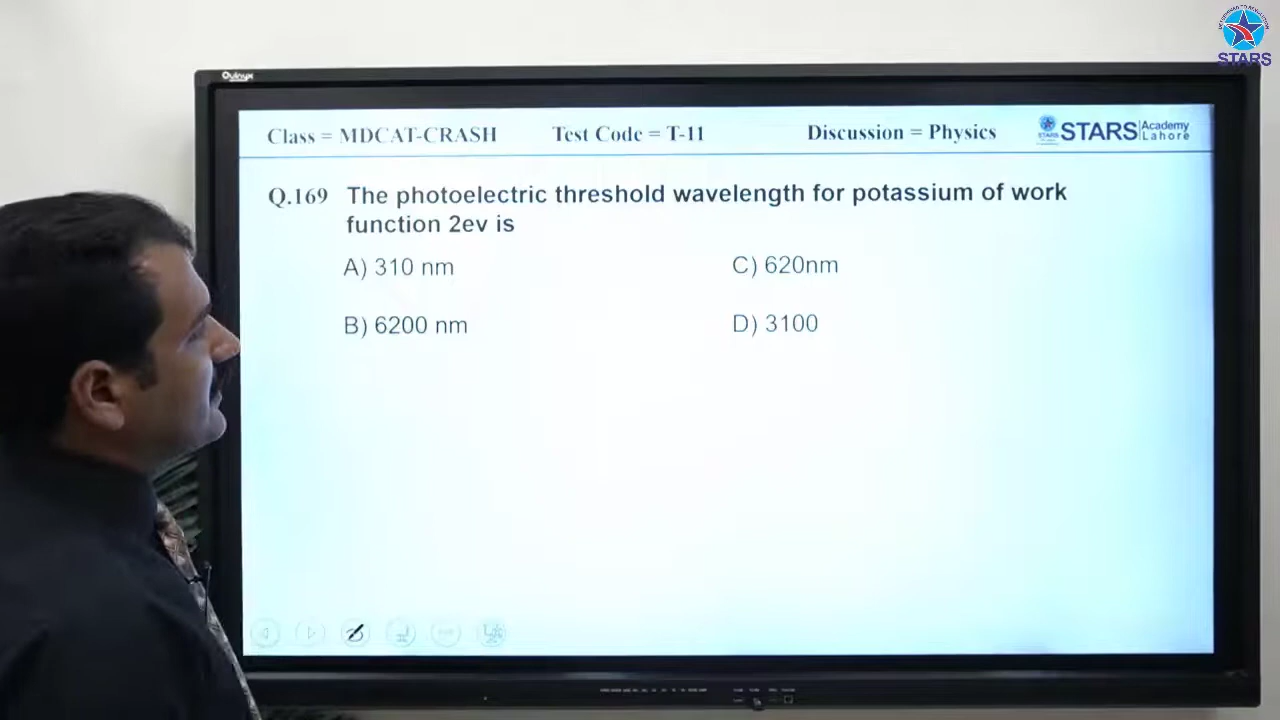 STARS
Qulnyx
Class = MDCAT-CRASH Test Code = T-11 Discussion = Physics STARS Academy Lahore
Q.169 The photoelectric threshold wavelength for potassium of work
function 2ev is
A) 310 nm C) 620nm
B) 6200 nm D) 3100